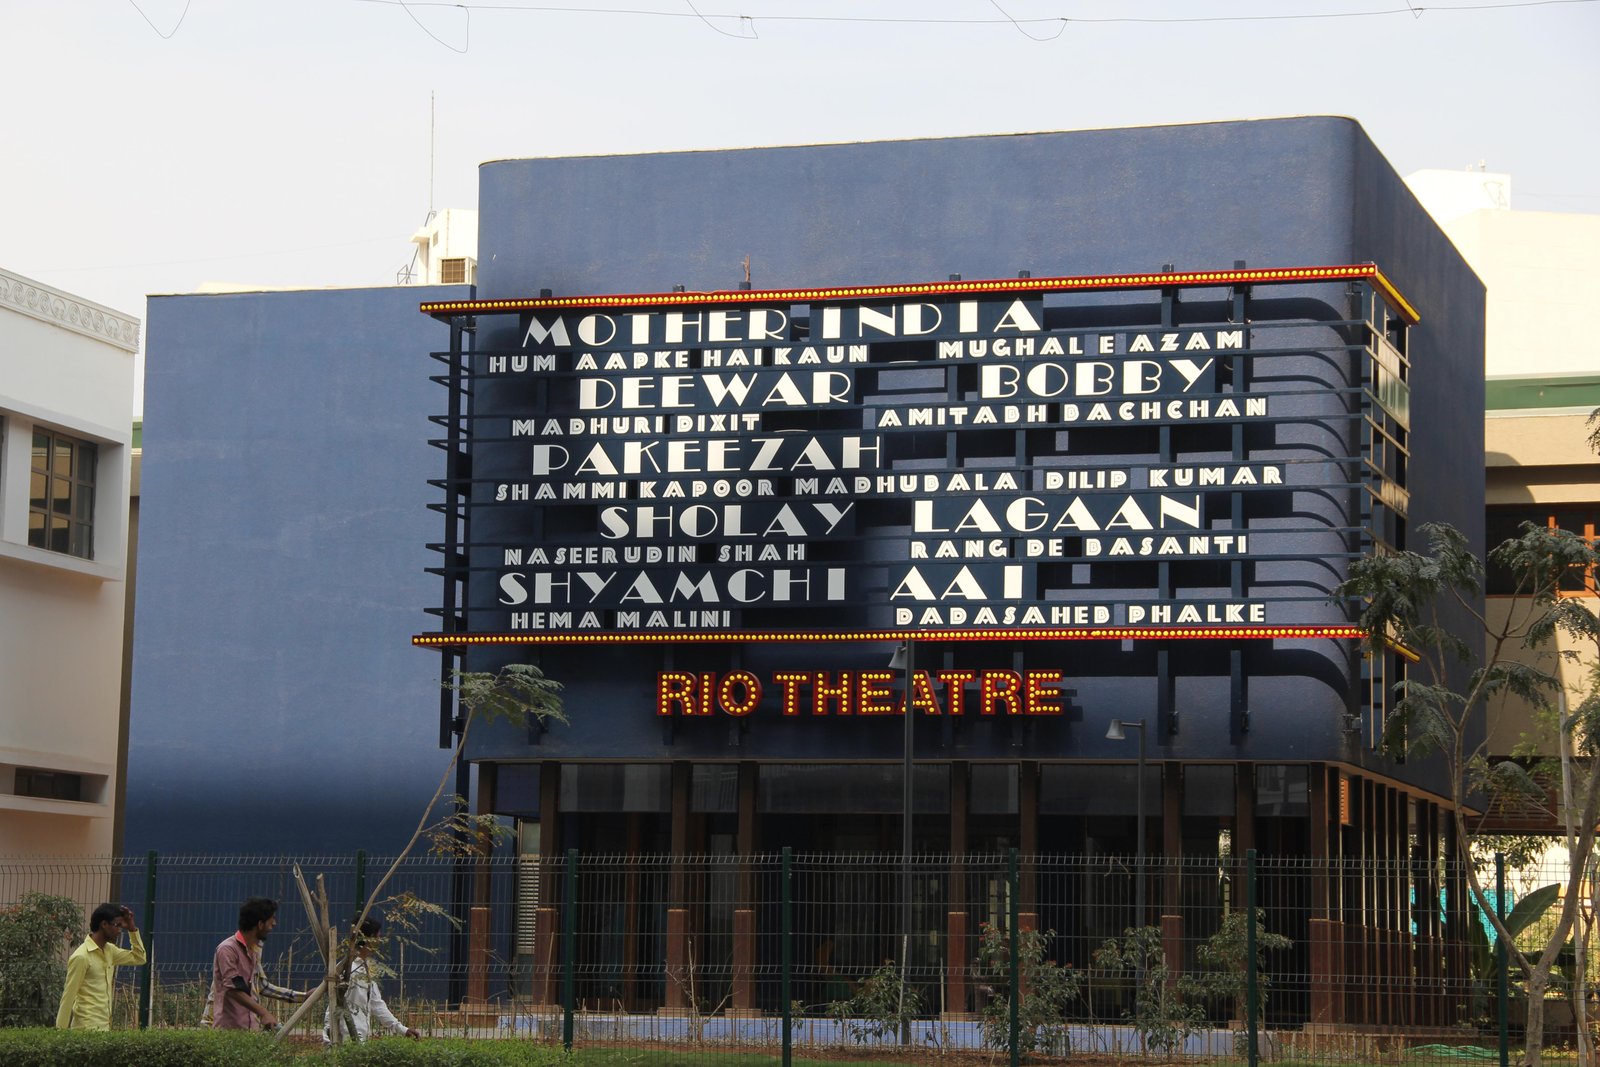 MOTHER INDIA
HUM AAPKE HAI KAUN MUGHAL E AZAM
DEEWAR BOBBY
MADHURI DIXIT AMITABH BACHCHAN
PAKEEZAH
SHAMMI KAPOOR MADHUBALA DILIP KUMAR
SHOLAY LAGAAN
NASEERUDIN SHAH RANG DE BASANTI
SHYAMCHI AAI
HEMA MALINI DADASAHEB PHALKE
RIO THEATRE